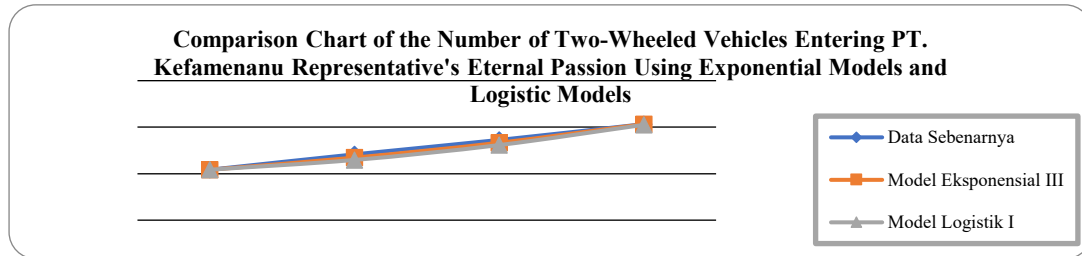 Comparison Chart of the Number of Two-Wheeled Vehicles Entering PT.
Kefamenanu Representative's Eternal Passion Using Exponential Models and
Logistic Models
Data Sebenarnya
Model Eksponensial III
Model Logistik I